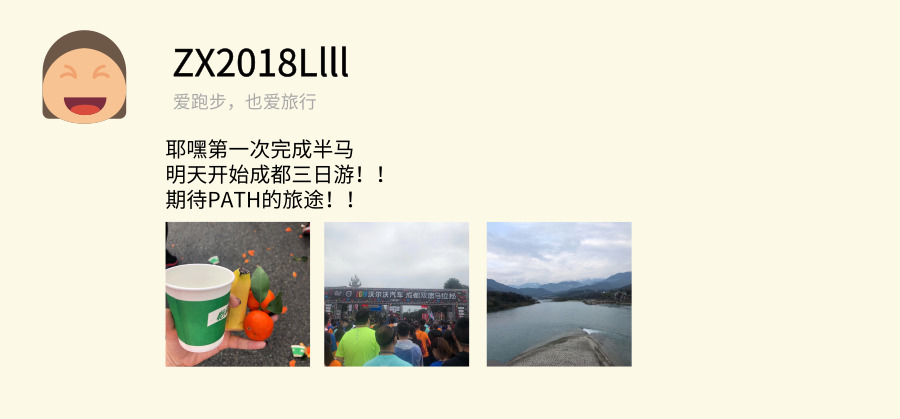 ZX2018Llll
爱跑步，也爱旅行
耶嘿第一次完成半马
明天开始成都三日游！！
期待PATH的旅途！！
沃尔沃汽车 成都双遗马拉松